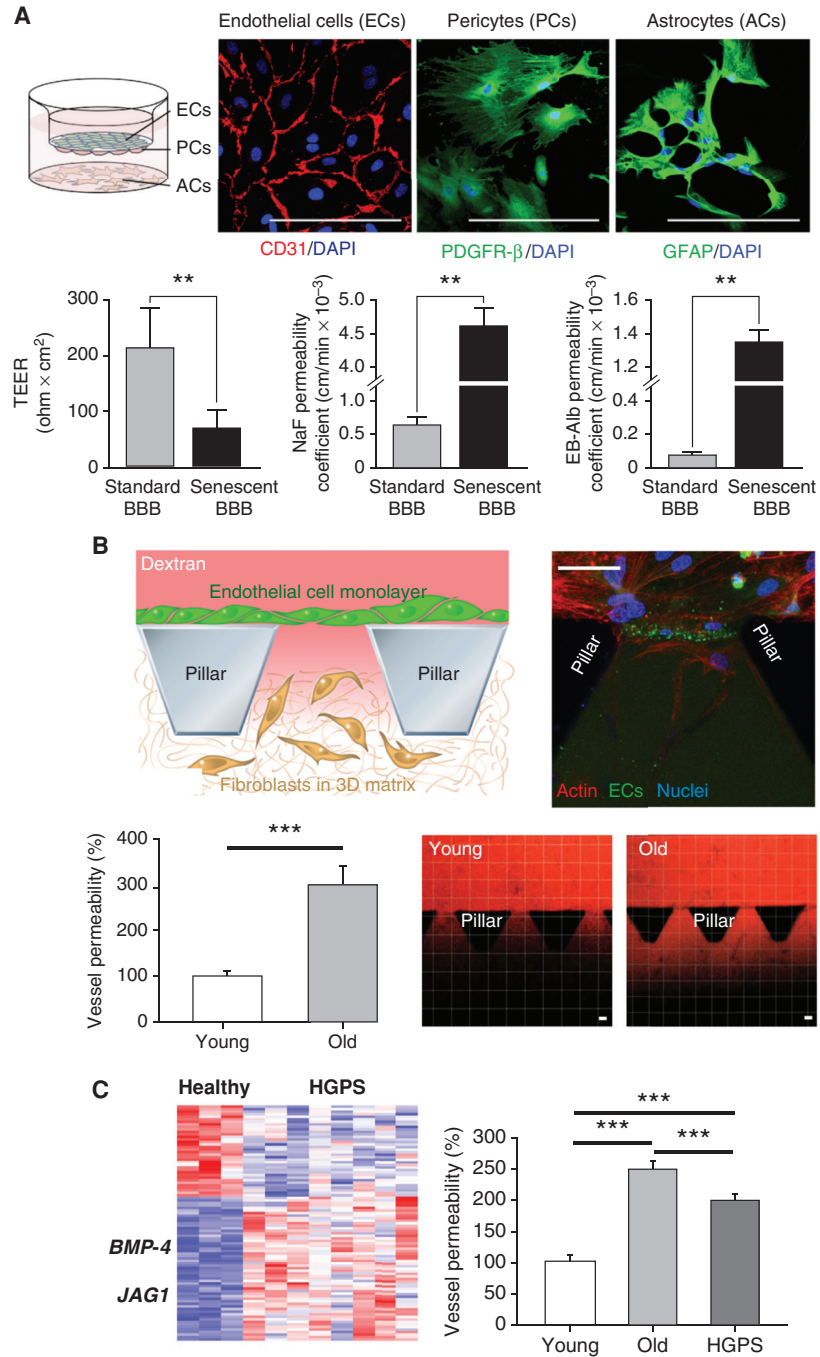 A
Endothelial cells (ECs)
Pericytes (PCs)
Astrocytes (ACs)
ECs
PCs
ACs
CD31/DAPI
PDGFR-β/DAPI
GFAP/DAPI
TEER
(ohm × cm2)
300
200
100
0
**
Standard
BBB
Senescent
BBB
NaF permeability
coefficient (cm/min × 10–3)
5.0
4.5
4.0
1.0
0.5
0
**
Standard
BBB
Senescent
BBB
EB-Alb permeability
coefficient (cm/min × 10–3)
1.6
1.2
0.4
0
**
Standard
BBB
Senescent
BBB
B
Dextran
Endothelial cell monolayer
Pillar
Pillar
Fibroblasts in 3D matrix
Pillar
Pillar
Actin ECs Nuclei
Vessel permeability (%)
400
300
200
100
0
***
Young
Old
Young
Pillar
Old
Pillar
C
Healthy
HGPS
BMP-4
JAG1
Vessel permeability (%)
300
250
200
150
100
50
0
***
***
***
Young
Old
HGPS